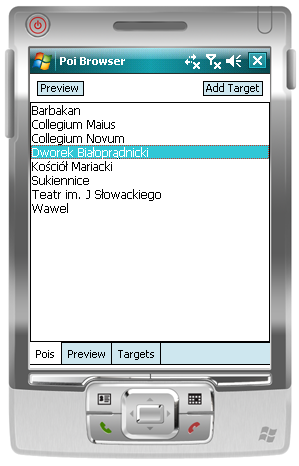 Poi Browser
Preview
Add Target
Barbakan
Collegium Maius
Collegium Novum
Dworek Białoprądnicki
Kościół Mariacki
Sukiennice
Teatr im. J Słowackiego
Wawel
Pois
Preview
Targets